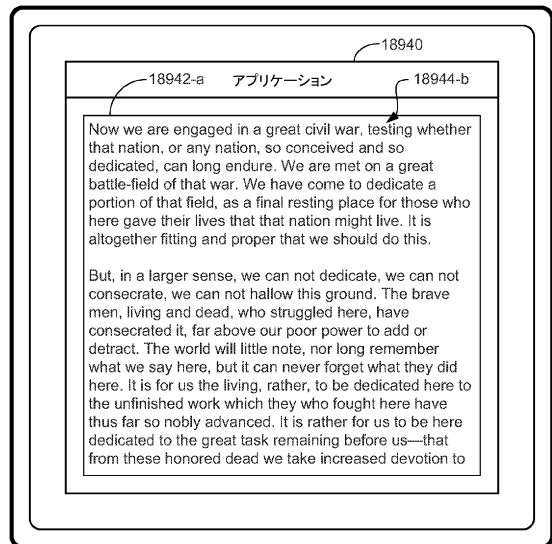 18940
18942-a アプリケーション 18944-b
Now we are engaged in a great civil war, testing whether
that nation, or any nation, so conceived and so
dedicated, can long endure. We are met on a great
battle-field of that war. We have come to dedicate a
portion of that field, as a final resting place for those who
here gave their lives that that nation might live. It is
altogether fitting and proper that we should do this.
But, in a larger sense, we can not dedicate, we can not
consecrate, we can not hallow this ground. The brave
men, living and dead, who struggled here, have
consecrated it, far above our poor power to add or
detract. The world will little note, nor long remember
what we say here, but it can never forget what they did
here. It is for us the living, rather, to be dedicated here to
the unfinished work which they who fought here have
thus far so nobly advanced. It is rather for us to be here
dedicated to the great task remaining before us—that
from these honored dead we take increased devotion to